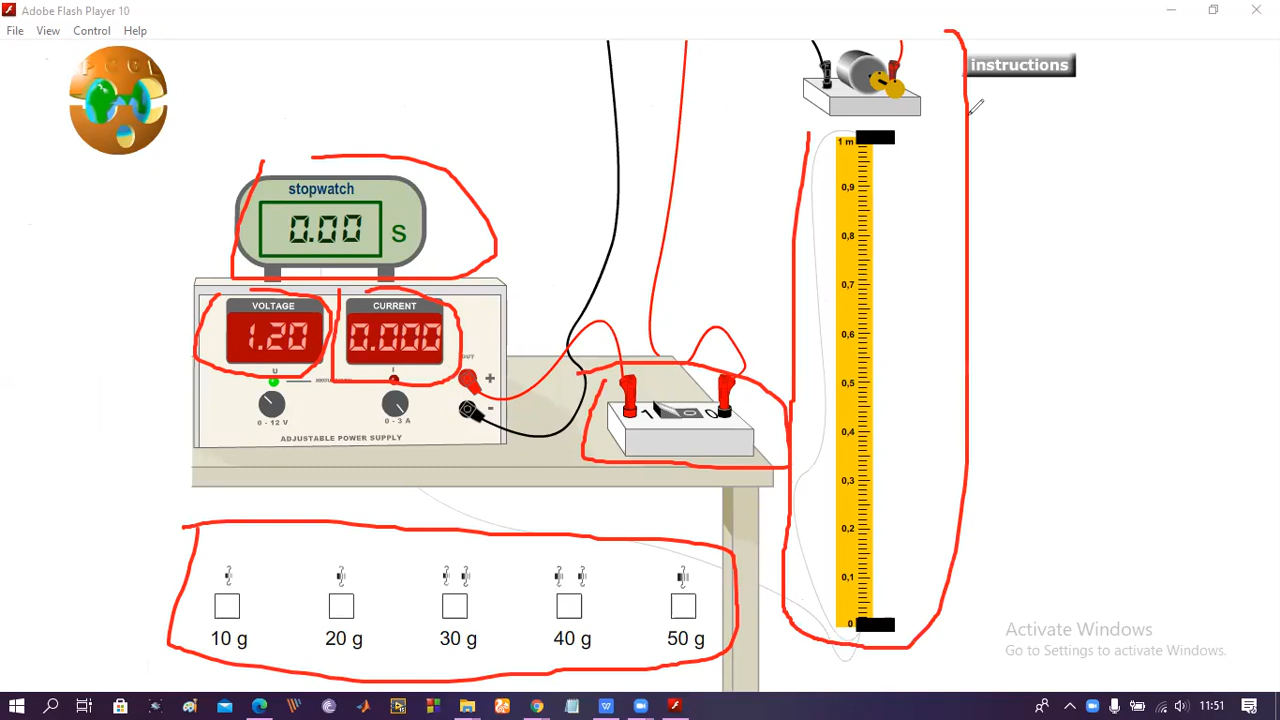 Adobe Flash Player 10
File View Control Help
instructions
stopwatch
0.00 S
VOLTAGE CURRENT
1.20 0.000
OUT
U I
+
-
0 - 12 V 0 - 3 A
ADJUSTABLE POWER SUPPLY
1 0
1 m
0,9
0,8
0,7
0,6
0,5
0,4
0,3
0,2
0,1
0
10 g 20 g 30 g 40 g 50 g
Activate Windows
Go to Settings to activate Windows.
11:51